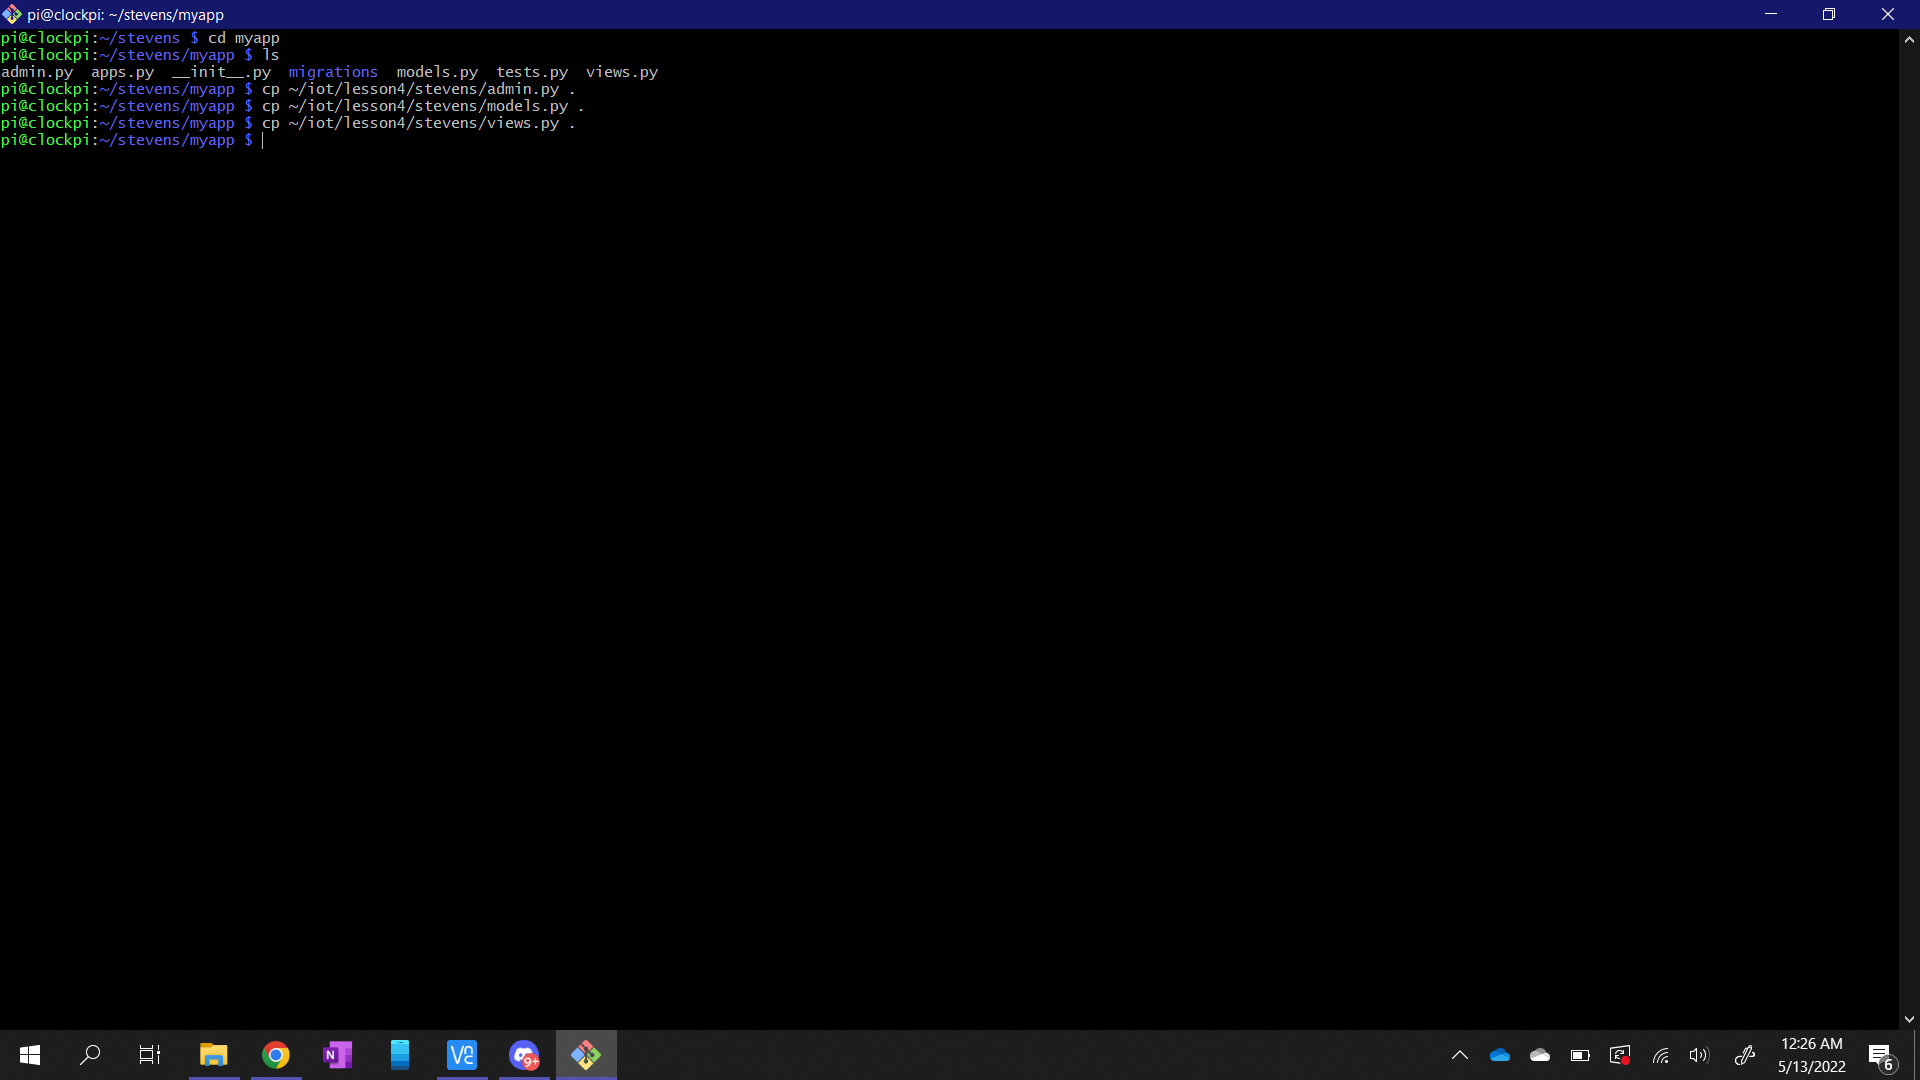 pi@clockpi: ~/stevens/myapp
pi@clockpi:~/stevens $ cd myapp
pi@clockpi:~/stevens/myapp $ ls
admin.py  apps.py  __init__.py  migrations  models.py  tests.py  views.py
pi@clockpi:~/stevens/myapp $ cp ~/iot/lesson4/stevens/admin.py .
pi@clockpi:~/stevens/myapp $ cp ~/iot/lesson4/stevens/models.py .
pi@clockpi:~/stevens/myapp $ cp ~/iot/lesson4/stevens/views.py .
pi@clockpi:~/stevens/myapp $
N
V2
9+
12:26 AM
5/13/2022
6